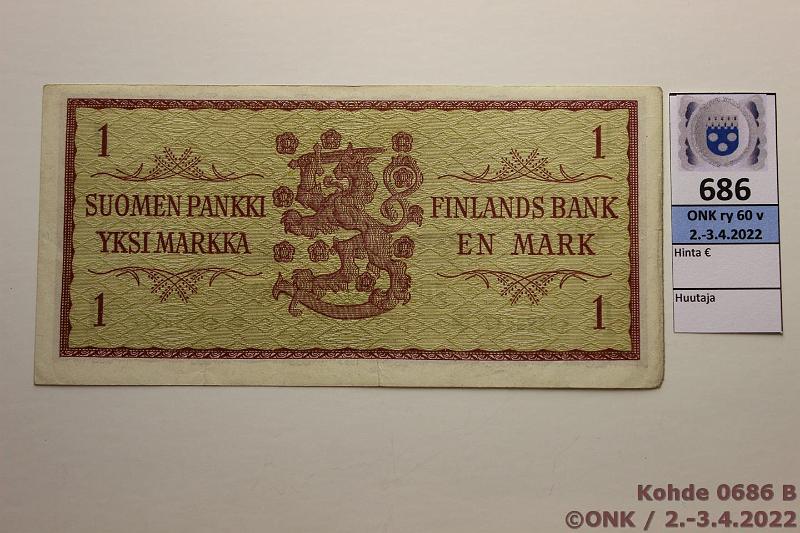 1
1
SUOMEN PANKKI
FINLANDS BANK
YKSI MARKKA
EN MARK
1
1
686
ONK ry 60 v
2.-3.4.2022
Hinta €
Huutaja
Kohde 0686 B
©ONK / 2.-3.4.2022